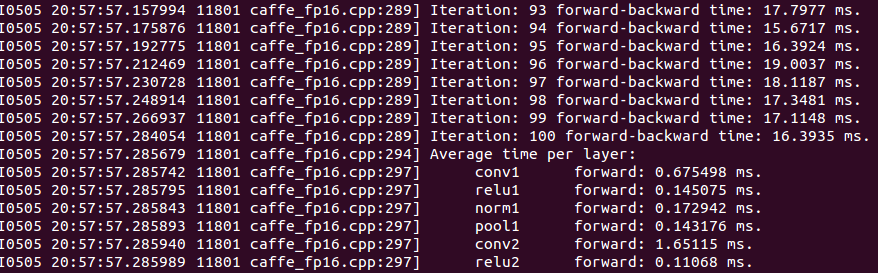 I0505 20:57:57.157994 11801 caffe_fp16.cpp:289] Iteration: 93 forward-backward time: 17.7977 ms.
I0505 20:57:57.175876 11801 caffe_fp16.cpp:289] Iteration: 94 forward-backward time: 15.6717 ms.
I0505 20:57:57.192775 11801 caffe_fp16.cpp:289] Iteration: 95 forward-backward time: 16.3924 ms.
I0505 20:57:57.212469 11801 caffe_fp16.cpp:289] Iteration: 96 forward-backward time: 19.0037 ms.
I0505 20:57:57.230728 11801 caffe_fp16.cpp:289] Iteration: 97 forward-backward time: 18.1187 ms.
I0505 20:57:57.248914 11801 caffe_fp16.cpp:289] Iteration: 98 forward-backward time: 17.3481 ms.
I0505 20:57:57.266937 11801 caffe_fp16.cpp:289] Iteration: 99 forward-backward time: 17.1148 ms.
I0505 20:57:57.284054 11801 caffe_fp16.cpp:289] Iteration: 100 forward-backward time: 16.3935 ms.
I0505 20:57:57.285679 11801 caffe_fp16.cpp:294] Average time per layer:
I0505 20:57:57.285742 11801 caffe_fp16.cpp:297] conv1 forward: 0.675498 ms.
I0505 20:57:57.285795 11801 caffe_fp16.cpp:297] relu1 forward: 0.145075 ms.
I0505 20:57:57.285843 11801 caffe_fp16.cpp:297] norm1 forward: 0.172942 ms.
I0505 20:57:57.285893 11801 caffe_fp16.cpp:297] pool1 forward: 0.143176 ms.
I0505 20:57:57.285940 11801 caffe_fp16.cpp:297] conv2 forward: 1.65115 ms.
I0505 20:57:57.285989 11801 caffe_fp16.cpp:297] relu2 forward: 0.11068 ms.